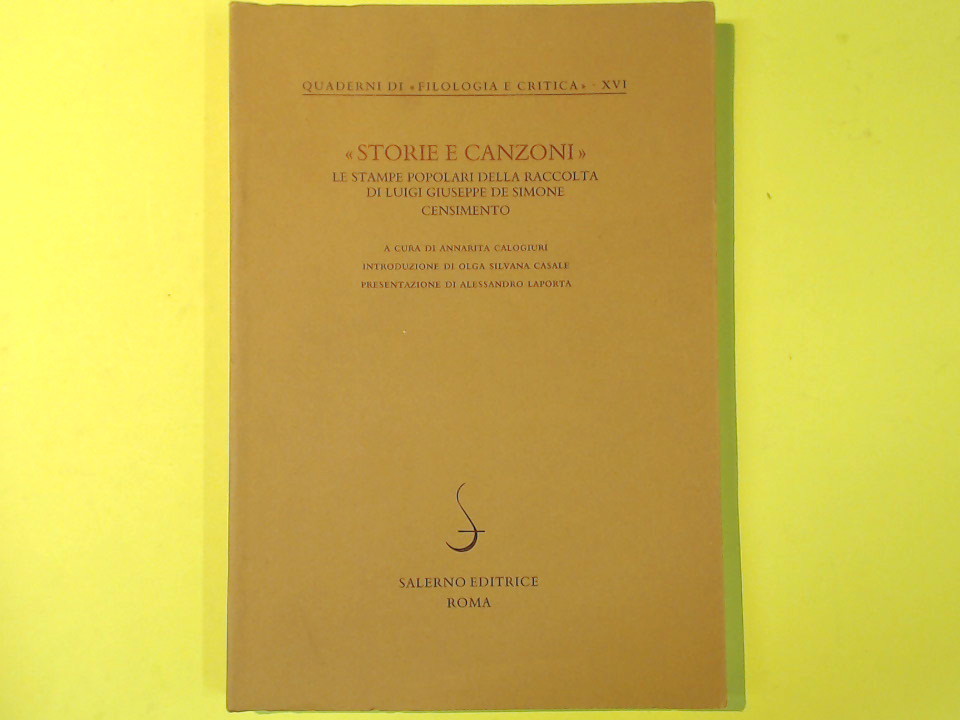 QUADERNI DI «FILOLOGIA E CRITICA» - XVI
«STORIE E CANZONI»
LE STAMPE POPOLARI DELLA RACCOLTA
DI LUIGI GIUSEPPE DE SIMONE
CENSIMENTO
A CURA DI ANNARITA CALOGIURI
INTRODUZIONE DI OLGA SILVANA CASALE
PRESENTAZIONE DI ALESSANDRO LAPORTA
SALERNO EDITRICE
ROMA